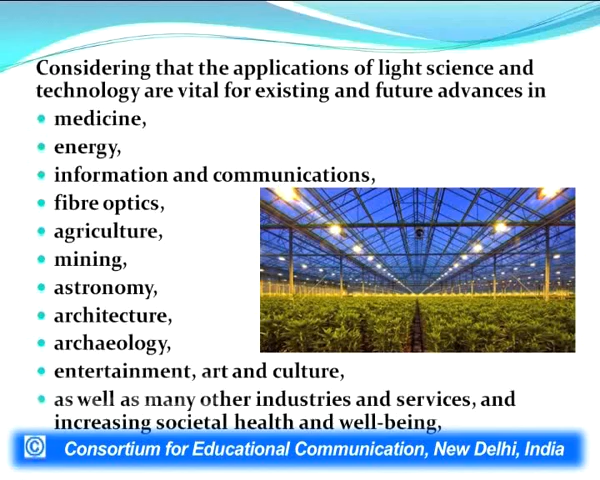 Considering that the applications of light science and
technology are vital for existing and future advances in
medicine,
energy,
information and communications,
fibre optics,
agriculture,
mining,
astronomy,
architecture,
archaeology,
entertainment, art and culture,
as well as many other industries and services, and
increasing societal health and well-being,
© Consortium for Educational Communication, New Delhi, India